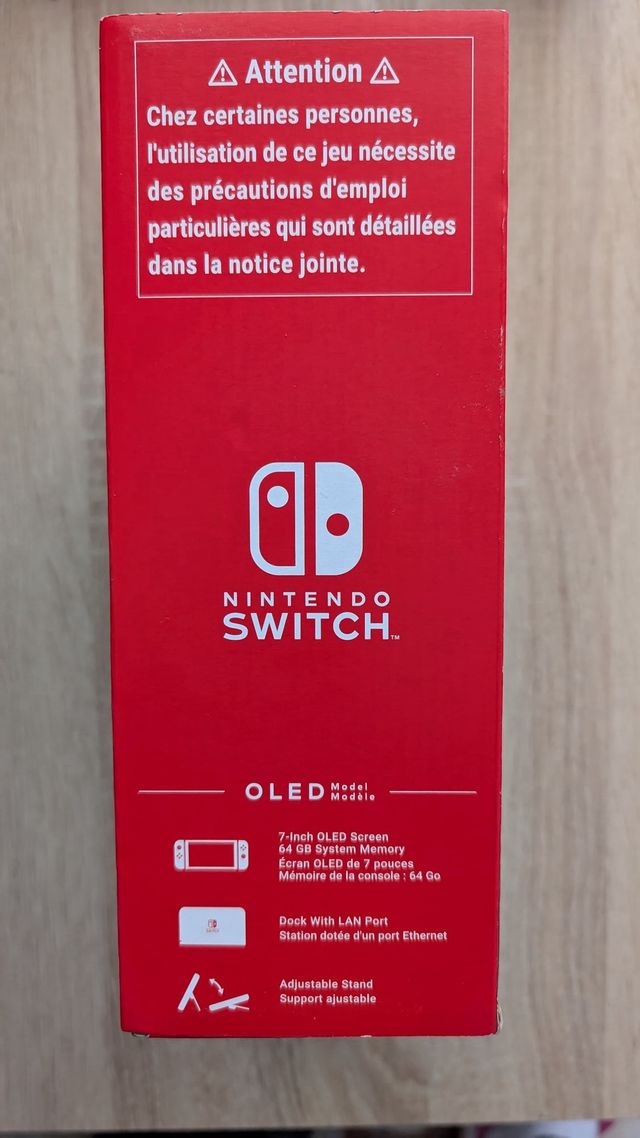 Attention
Chez certaines personnes,
l'utilisation de ce jeu nécessite
des précautions d'emploi
particulières qui sont détaillées
dans la notice jointe.
NINTENDO
SWITCH™
OLED Model
Modèle
7-Inch OLED Screen
64 GB System Memory
Écran OLED de 7 pouces
Mémoire de la console : 64 Go
Dock With LAN Port
Station dotée d'un port Ethernet
Adjustable Stand
Support ajustable